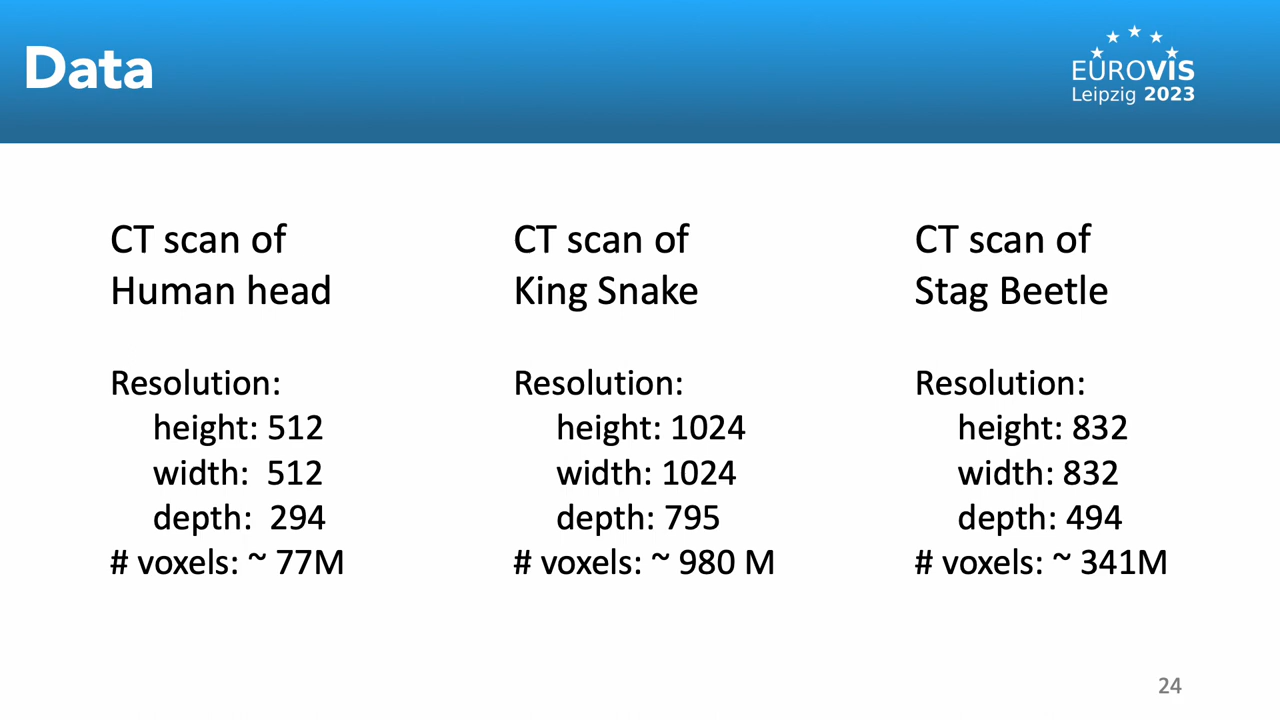 Data
EUROVIS
Leipzig 2023
CT scan of
Human head
Resolution:
height: 512
width: 512
depth: 294
# voxels: ~ 77M
CT scan of
King Snake
Resolution:
height: 1024
width: 1024
depth: 795
# voxels: ~ 980 M
CT scan of
Stag Beetle
Resolution:
height: 832
width: 832
depth: 494
# voxels: ~ 341M
24